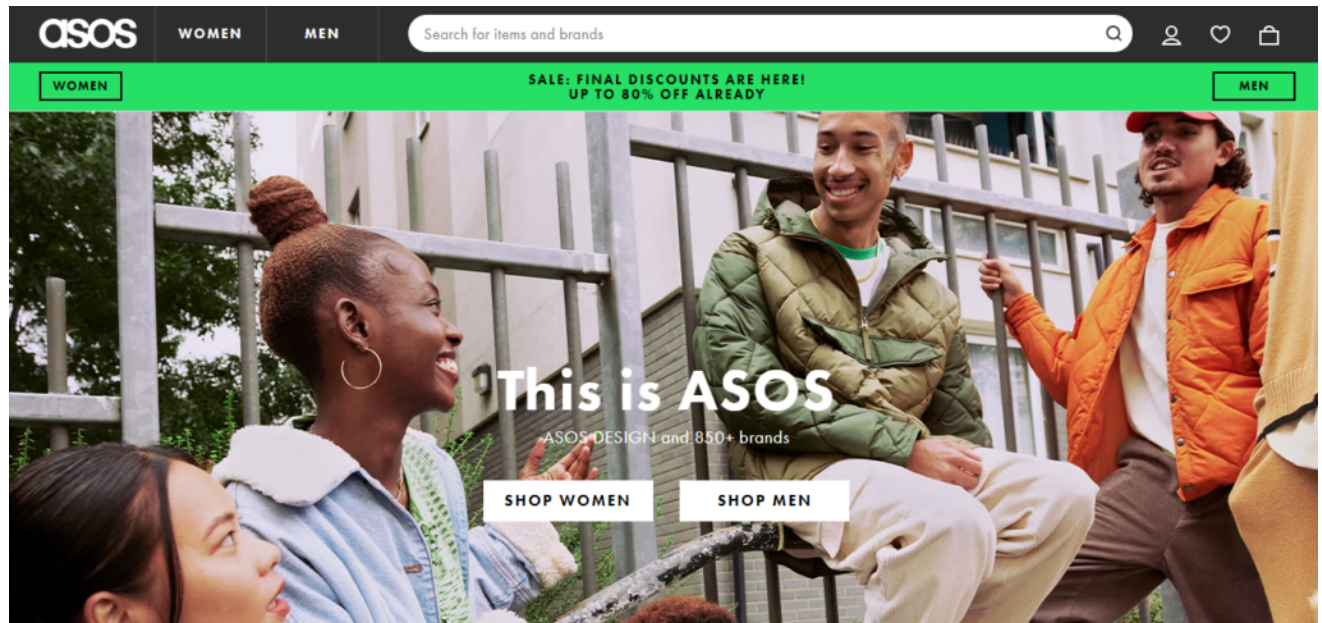 asos
WOMEN
MEN
Search for items and brands
WOMEN
SALE: FINAL DISCOUNTS ARE HERE!
UP TO 80% OFF ALREADY
MEN
This is ASOS
ASOS DESIGN and 850+ brands
SHOP WOMEN
SHOP MEN